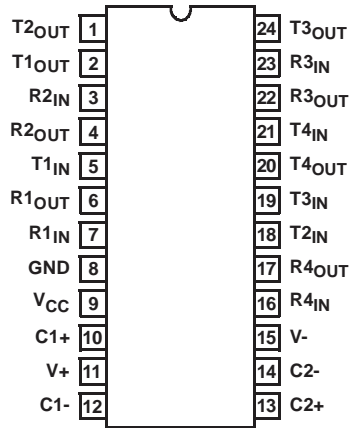 T2OUT 1 24 T3OUT
T1OUT 2 23 R3IN
R2IN 3 22 R3OUT
R2OUT 4 21 T4IN
T1IN 5 20 T4OUT
R1OUT 6 19 T3IN
R1IN 7 18 T2IN
GND 8 17 R4OUT
VCC 9 16 R4IN
C1+ 10 15 V-
V+ 11 14 C2-
C1- 12 13 C2+